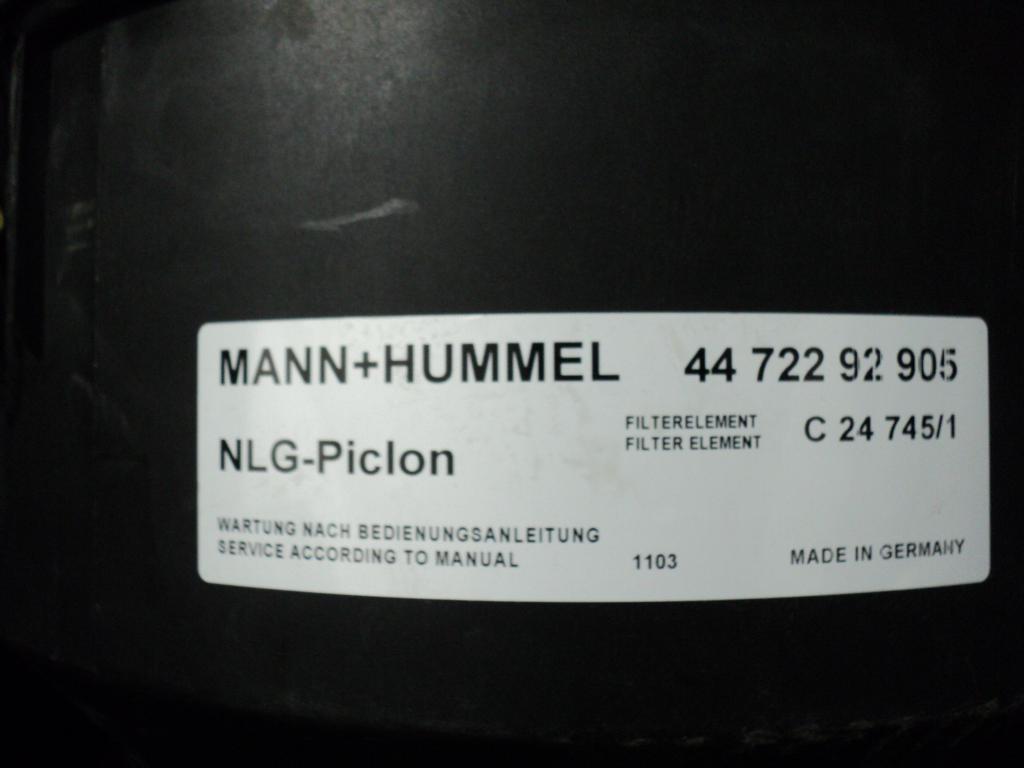 MANN+HUMMEL 44 722 92 905
FILTERELEMENT
FILTER ELEMENT C 24 745/1
NLG-Piclon
WARTUNG NACH BEDIENUNGSANLEITUNG
SERVICE ACCORDING TO MANUAL 1103 MADE IN GERMANY